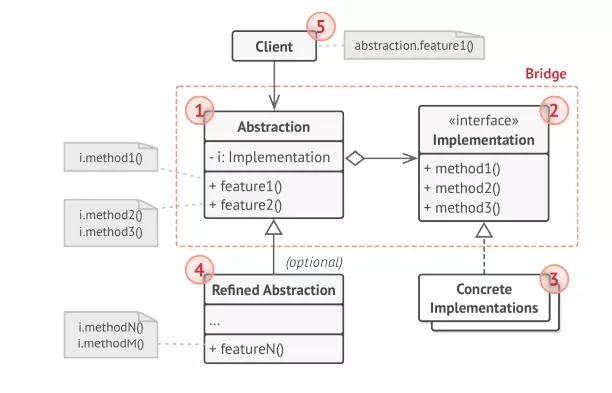 5
Client
abstraction.feature1()
Bridge
1
Abstraction
- i: Implementation
+ feature1()
+ feature2()
2
«interface»
Implementation
+ method1()
+ method2()
+ method3()
i.method1()
i.method2()
i.method3()
(optional)
4
Refined Abstraction
...
+ featureN()
3
Concrete
Implementations
i.methodN()
i.methodM()